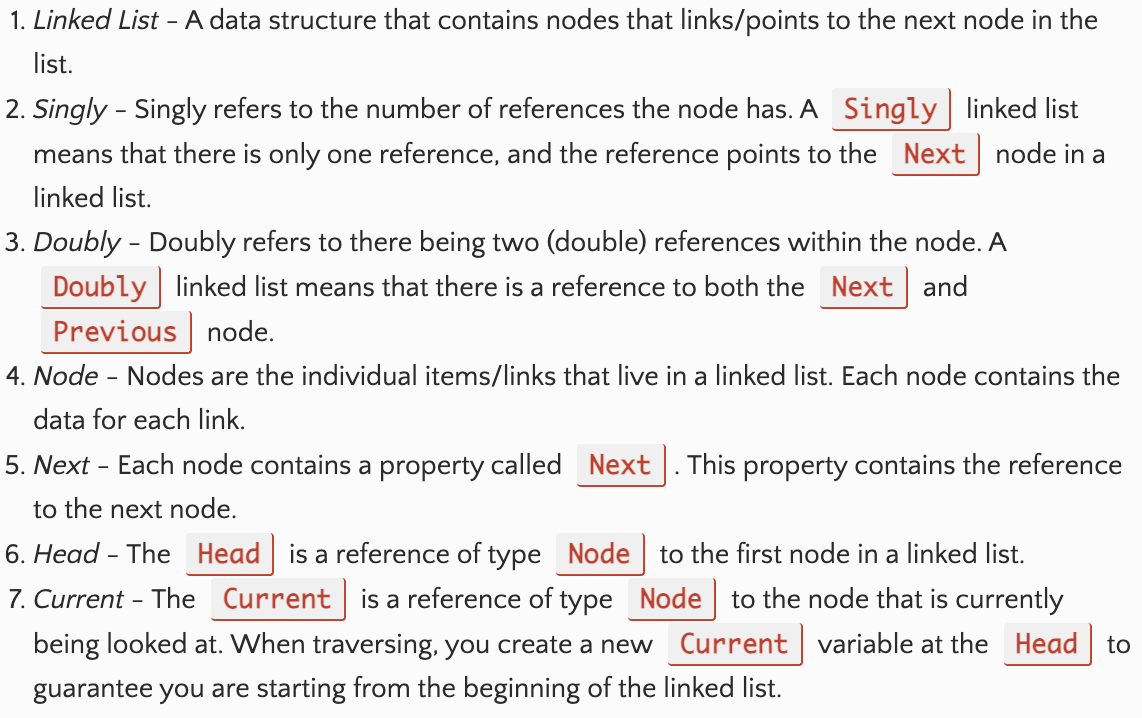 1. Linked List – A data structure that contains nodes that links/points to the next node in the
list.
2. Singly – Singly refers to the number of references the node has. A Singly linked list
means that there is only one reference, and the reference points to the Next node in a
linked list.
3. Doubly – Doubly refers to there being two (double) references within the node. A
Doubly linked list means that there is a reference to both the Next and
Previous node.
4. Node – Nodes are the individual items/links that live in a linked list. Each node contains the
data for each link.
5. Next – Each node contains a property called Next . This property contains the reference
to the next node.
6. Head – The Head is a reference of type Node to the first node in a linked list.
7. Current – The Current is a reference of type Node to the node that is currently
being looked at. When traversing, you create a new Current variable at the Head to
guarantee you are starting from the beginning of the linked list.